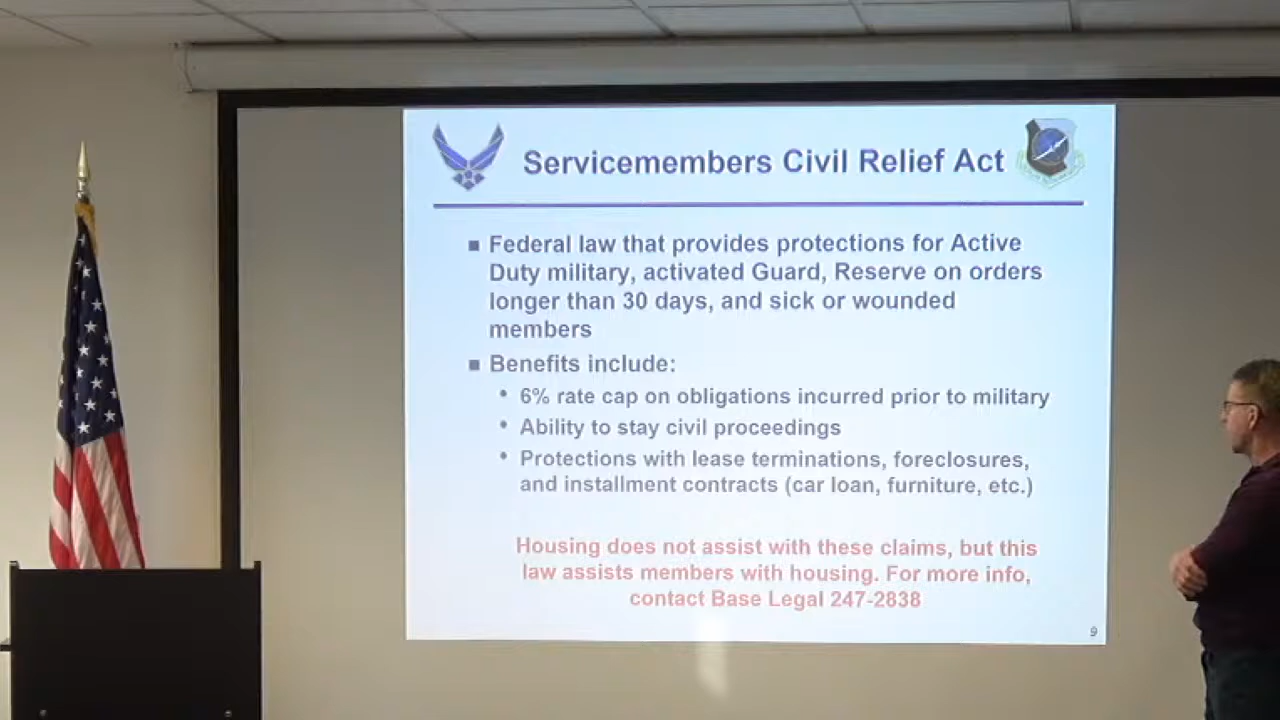 Servicemembers Civil Relief Act
■ Federal law that provides protections for Active
Duty military, activated Guard, Reserve on orders
longer than 30 days, and sick or wounded
members
■ Benefits include:
• 6% rate cap on obligations incurred prior to military
• Ability to stay civil proceedings
• Protections with lease terminations, foreclosures,
and installment contracts (car loan, furniture, etc.)
Housing does not assist with these claims, but this
law assists members with housing. For more info,
contact Base Legal 247-2838
9